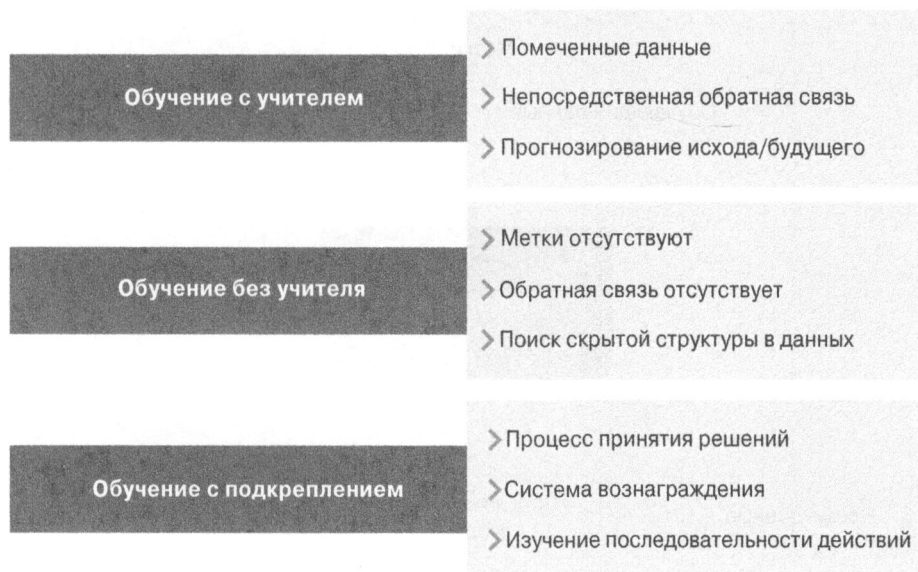 Обучение с учителем
Помеченные данные
Непосредственная обратная связь
Прогнозирование исхода/будущего
Обучение без учителя
Метки отсутствуют
Обратная связь отсутствует
Поиск скрытой структуры в данных
Обучение с подкреплением
Процесс принятия решений
Система вознаграждения
Изучение последовательности действий